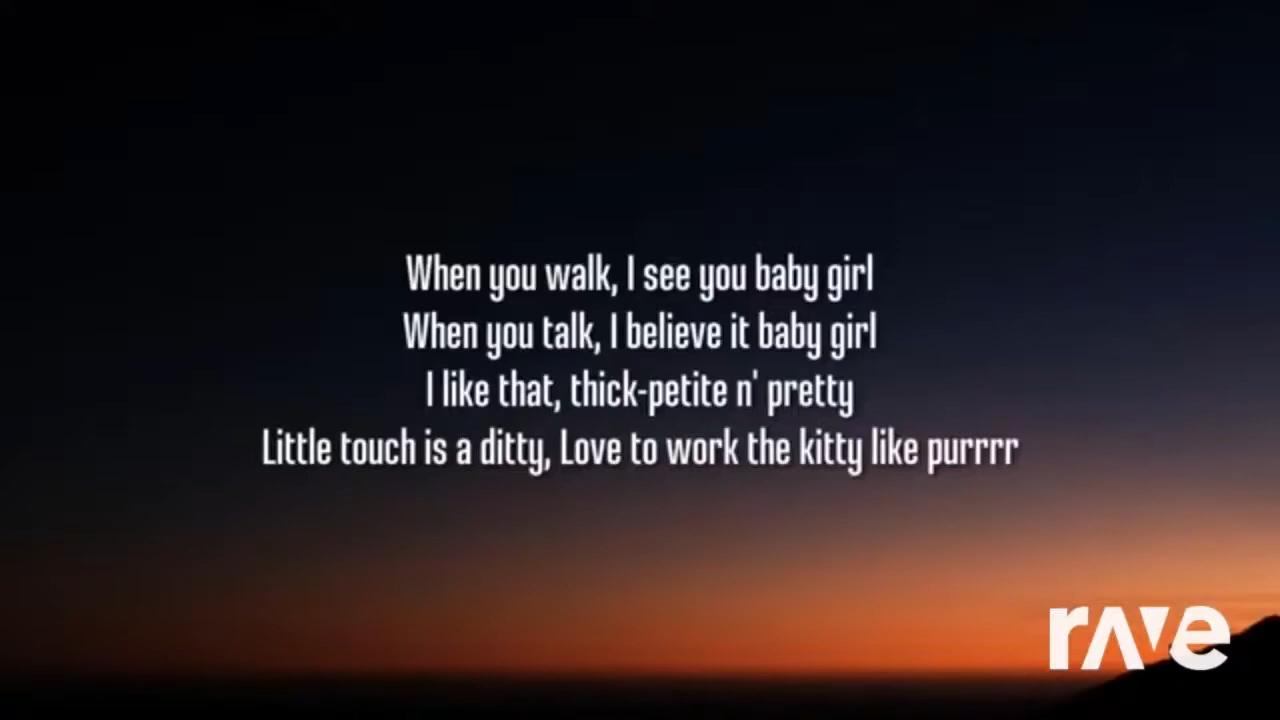 When you walk, I see you baby girl
When you talk, I believe it baby girl
I like that, thick-petite n' pretty
Little touch is a ditty, Love to work the kitty like purrrr
rave